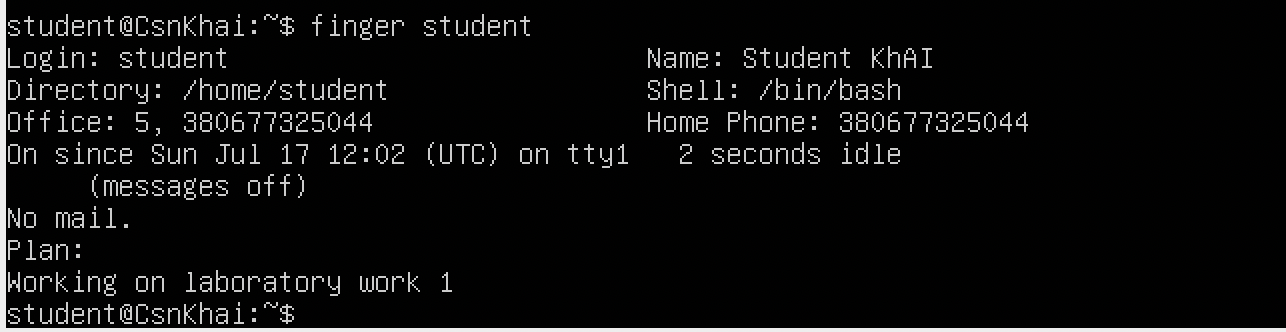 student@CsnKhai:~$ finger student
Login: student                          Name: Student KhAI
Directory: /home/student                Shell: /bin/bash
Office: 5, 380677325044                 Home Phone: 380677325044
On since Sun Jul 17 12:02 (UTC) on tty1   2 seconds idle
     (messages off)
No mail.
Plan:
Working on laboratory work 1
student@CsnKhai:~$